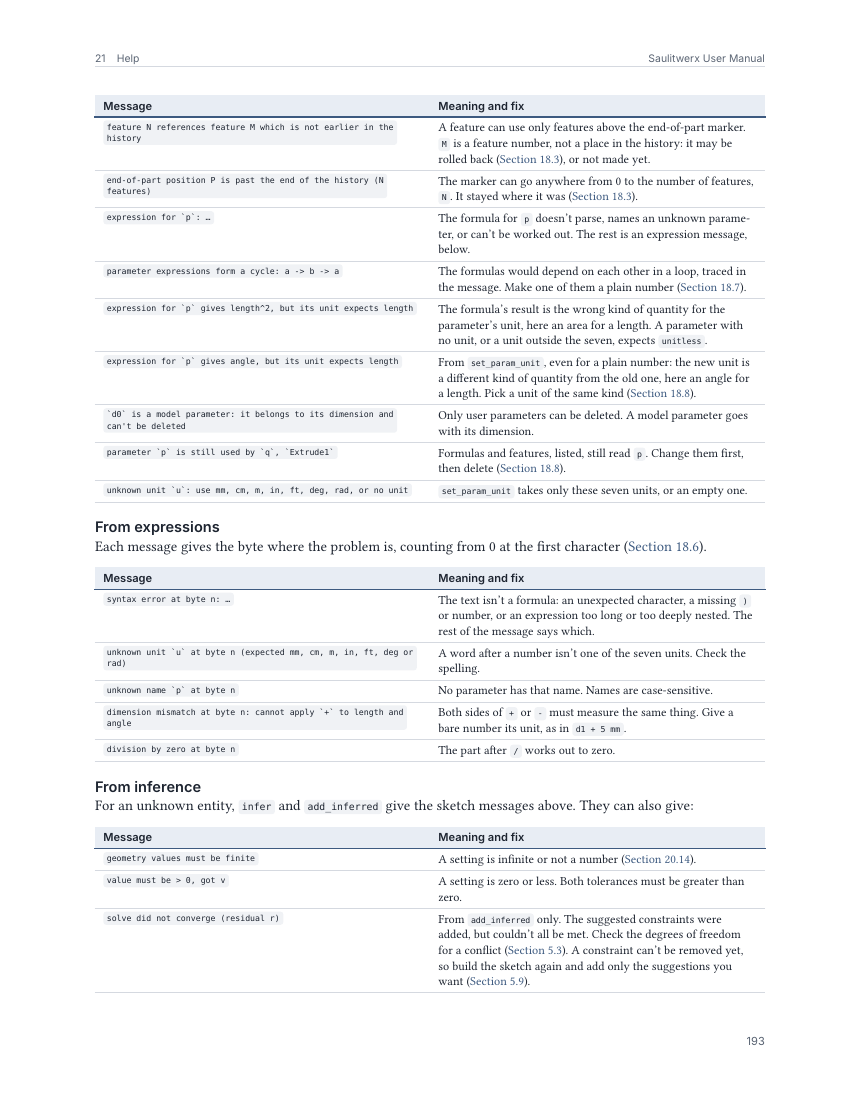 21 Help
Saulitwerx User Manual
Message
Meaning and fix
feature N references feature M which is not earlier in the
history
A feature can use only features above the end-of-part marker.
M is a feature number, not a place in the history: it may be
rolled back (Section 18.3), or not made yet.
end-of-part position P is past the end of the history (N
features)
The marker can go anywhere from 0 to the number of features,
N. It stayed where it was (Section 18.3).
expression for `p`: …
The formula for p doesn’t parse, names an unknown parame-
ter, or can’t be worked out. The rest is an expression message,
below.
parameter expressions form a cycle: a -> b -> a
The formulas would depend on each other in a loop, traced in
the message. Make one of them a plain number (Section 18.7).
expression for `p` gives length^2, but its unit expects length
The formula’s result is the wrong kind of quantity for the
parameter’s unit, here an area for a length. A parameter with
no unit, or a unit outside the seven, expects unitless.
expression for `p` gives angle, but its unit expects length
From set_param_unit, even for a plain number: the new unit is
a different kind of quantity from the old one, here an angle for
a length. Pick a unit of the same kind (Section 18.8).
`d0` is a model parameter: it belongs to its dimension and
can't be deleted
Only user parameters can be deleted. A model parameter goes
with its dimension.
parameter `p` is still used by `q`, `Extrude1`
Formulas and features, listed, still read p. Change them first,
then delete (Section 18.8).
unknown unit `u`: use mm, cm, m, in, ft, deg, rad, or no unit
set_param_unit takes only these seven units, or an empty one.
From expressions
Each message gives the byte where the problem is, counting from 0 at the first character (Section 18.6).
Message
Meaning and fix
syntax error at byte n: …
The text isn’t a formula: an unexpected character, a missing )
or number, or an expression too long or too deeply nested. The
rest of the message says which.
unknown unit `u` at byte n (expected mm, cm, m, in, ft, deg or
rad)
A word after a number isn’t one of the seven units. Check the
spelling.
unknown name `p` at byte n
No parameter has that name. Names are case-sensitive.
dimension mismatch at byte n: cannot apply `+` to length and
angle
Both sides of + or - must measure the same thing. Give a
bare number its unit, as in d1 + 5 mm.
division by zero at byte n
The part after / works out to zero.
From inference
For an unknown entity, infer and add_inferred give the sketch messages above. They can also give:
Message
Meaning and fix
geometry values must be finite
A setting is infinite or not a number (Section 20.14).
value must be > 0, got v
A setting is zero or less. Both tolerances must be greater than
zero.
solve did not converge (residual r)
From add_inferred only. The suggested constraints were
added, but couldn’t all be met. Check the degrees of freedom
for a conflict (Section 5.3). A constraint can’t be removed yet,
so build the sketch again and add only the suggestions you
want (Section 5.9).
193